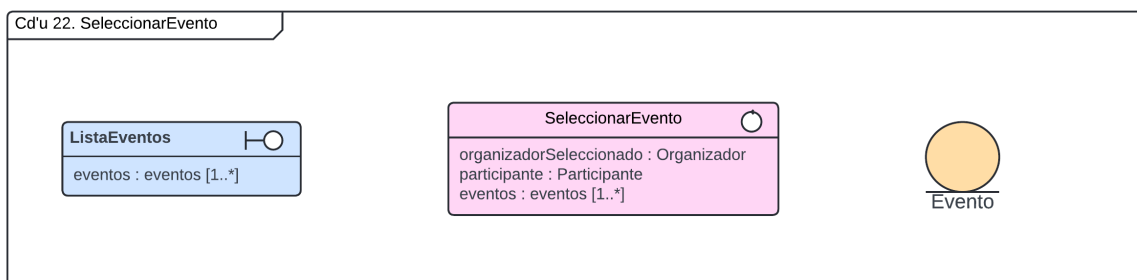 Cd'u 22. SeleccionarEvento
ListaEventos
eventos : eventos [1..*]
SeleccionarEvento
organizadorSeleccionado : Organizador
participante : Participante
eventos : eventos [1..*]
Evento